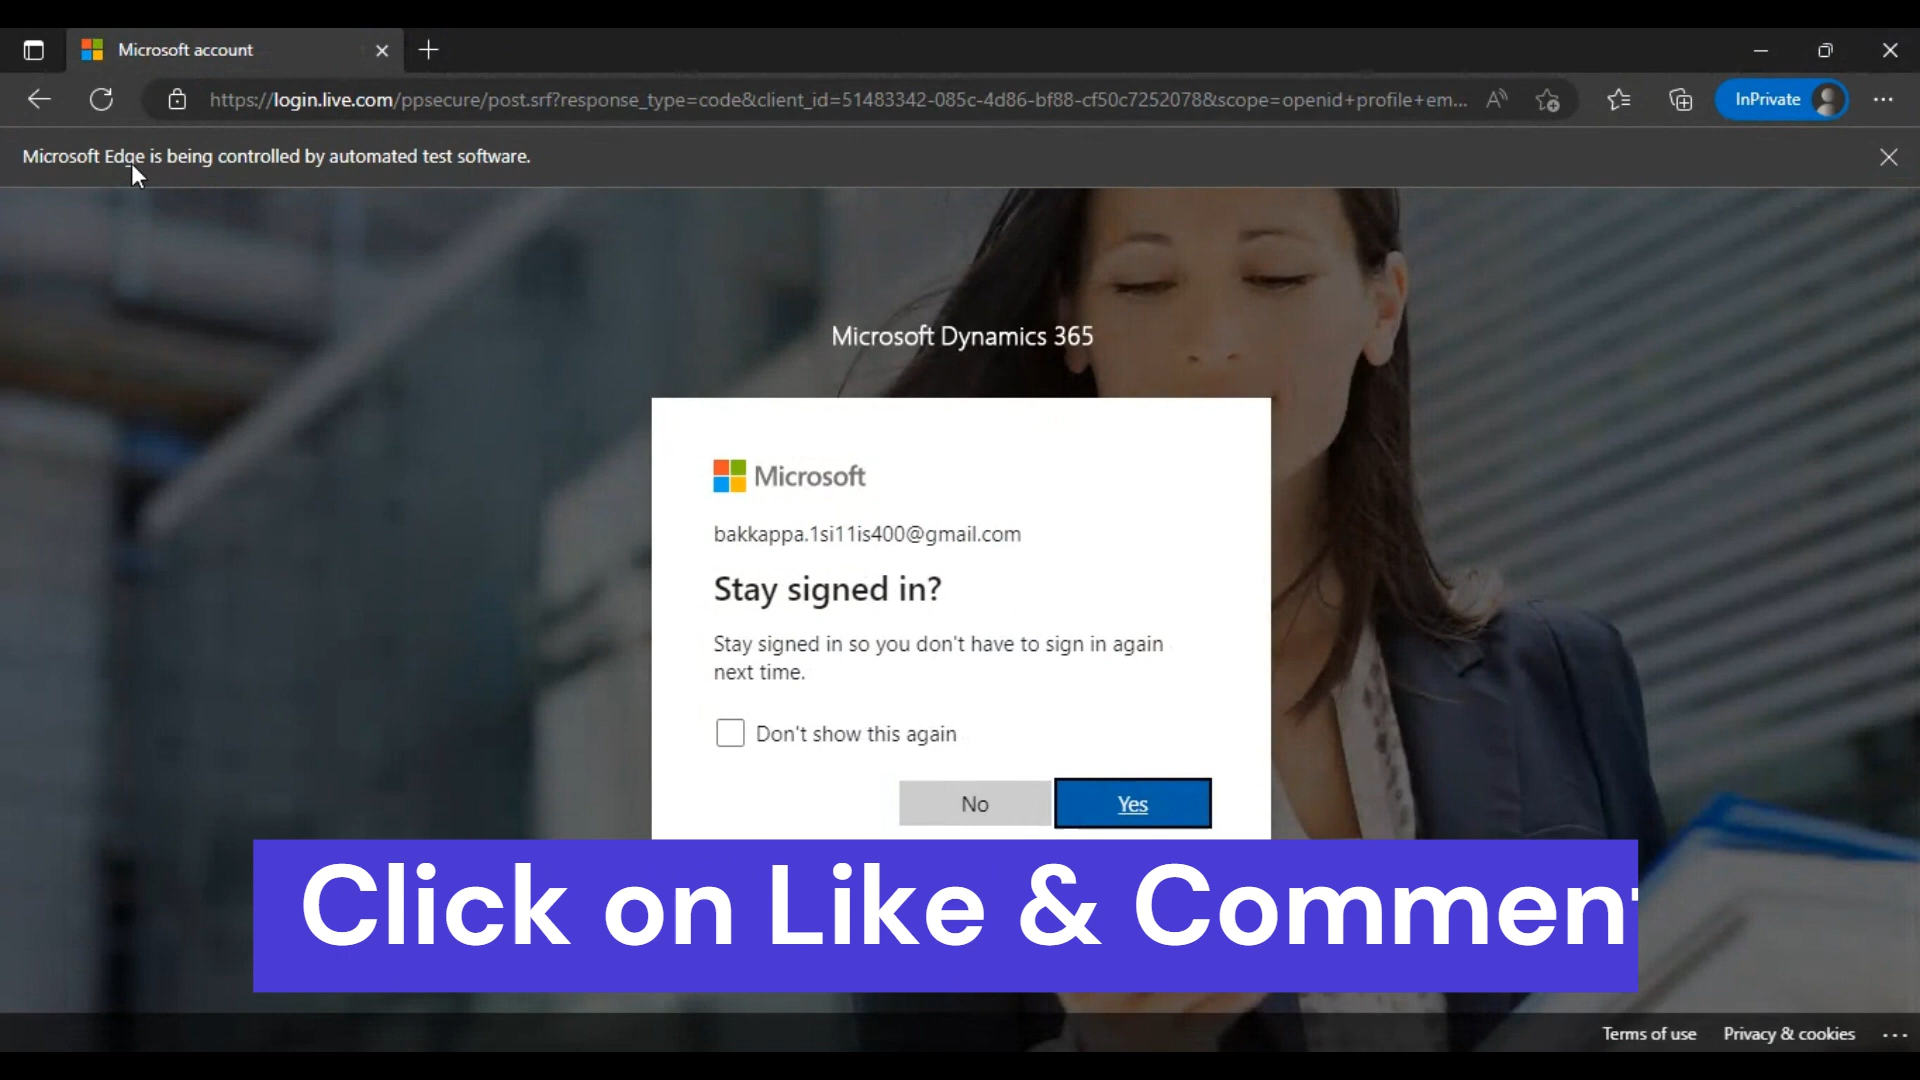 Microsoft account
https://login.live.com/ppsecure/post.srf?response_type=code&client_id=51483342-085c-4d86-bf88-cf50c7252078&scope=openid+profile+em...
InPrivate
Microsoft Edge is being controlled by automated test software.
Microsoft Dynamics 365
Microsoft
bakkappa.1si11is400@gmail.com
Stay signed in?
Stay signed in so you don't have to sign in again
next time.
Don't show this again
No
Yes
Click on Like & Comment
Terms of use
Privacy & cookies